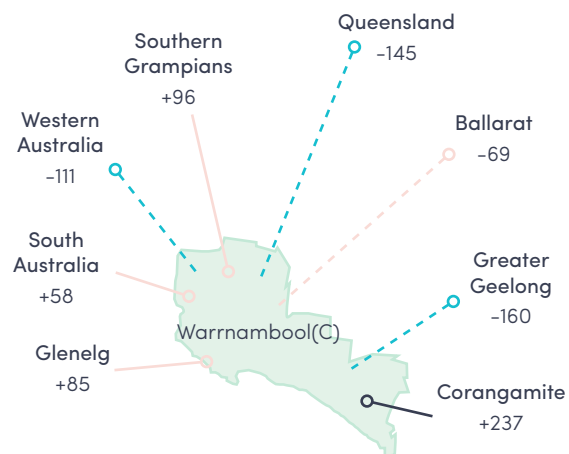 Queensland
-145
Southern
Grampians
+96
Western
Australia
-111
Ballarat
-69
South
Australia
+58
Greater
Geelong
-160
Warrnambool(C)
Glenelg
+85
Corangamite
+237